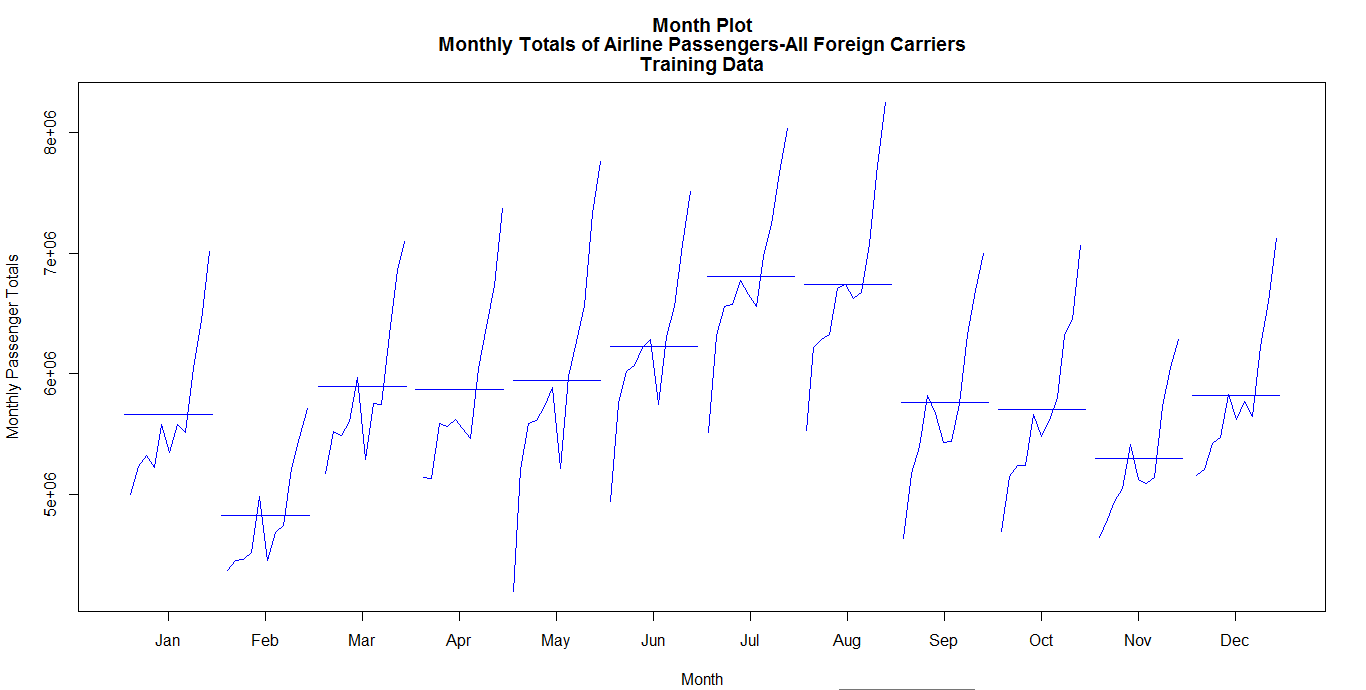 Month Plot
Monthly Totals of Airline Passengers-All Foreign Carriers
Training Data
Monthly Passenger Totals
8e+06
7e+06
6e+06
5e+06
Jan Feb Mar Apr May Jun Jul Aug Sep Oct Nov Dec
Month